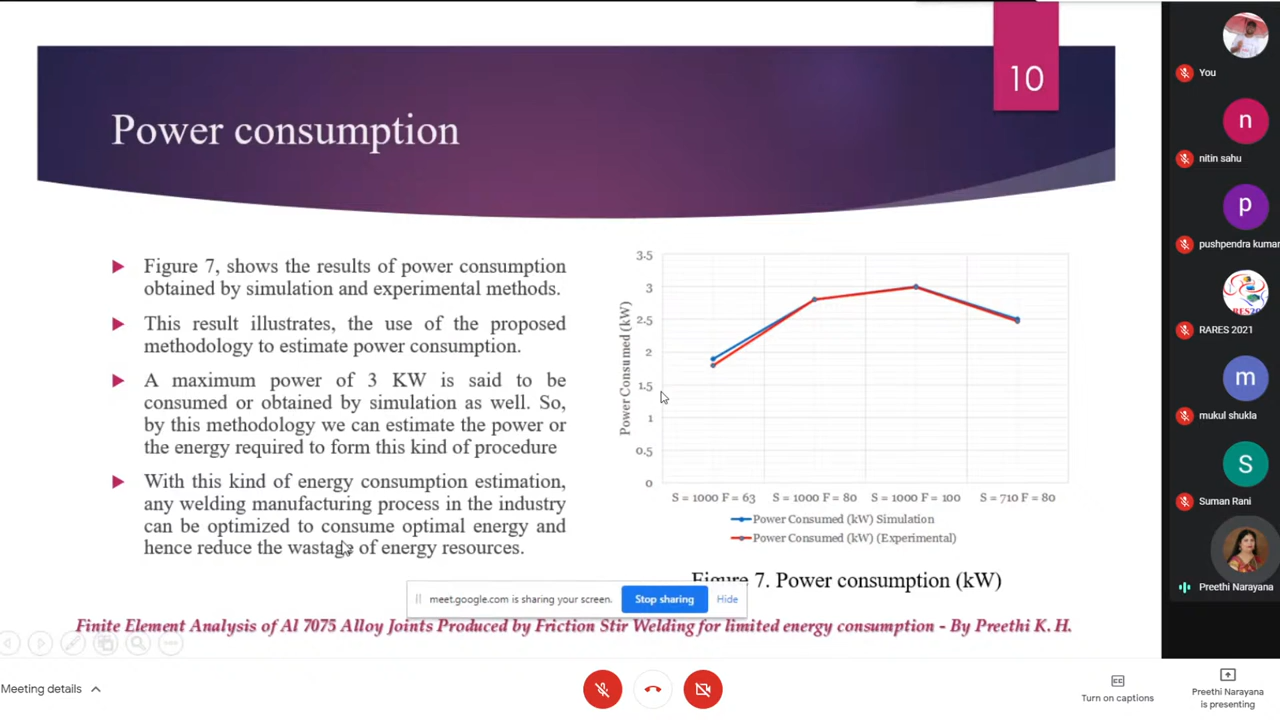 10
Power consumption
Figure 7, shows the results of power consumption
obtained by simulation and experimental methods.
This result illustrates, the use of the proposed
methodology to estimate power consumption.
A maximum power of 3 KW is said to be
consumed or obtained by simulation as well. So,
by this methodology we can estimate the power or
the energy required to form this kind of procedure
With this kind of energy consumption estimation,
any welding manufacturing process in the industry
can be optimized to consume optimal energy and
hence reduce the wastage of energy resources.
Power Consumed (kW)
3.5
3
2.5
2
1.5
1
0.5
0
S = 1000 F = 63 S = 1000 F = 80 S = 1000 F = 100 S = 710 F = 80
Power Consumed (kW) Simulation
Power Consumed (kW) (Experimental)
Figure 7. Power consumption (kW)
meet.google.com is sharing your screen. Stop sharing Hide
Finite Element Analysis of Al 7075 Alloy Joints Produced by Friction Stir Welding for limited energy consumption - By Preethi K. H.
You
n
nitin sahu
p
pushpendra kumar
RARES 2021
m
mukul shukla
S
Suman Rani
Preethi Narayana
Meeting details
CC
Turn on captions
Preethi Narayana
is presenting